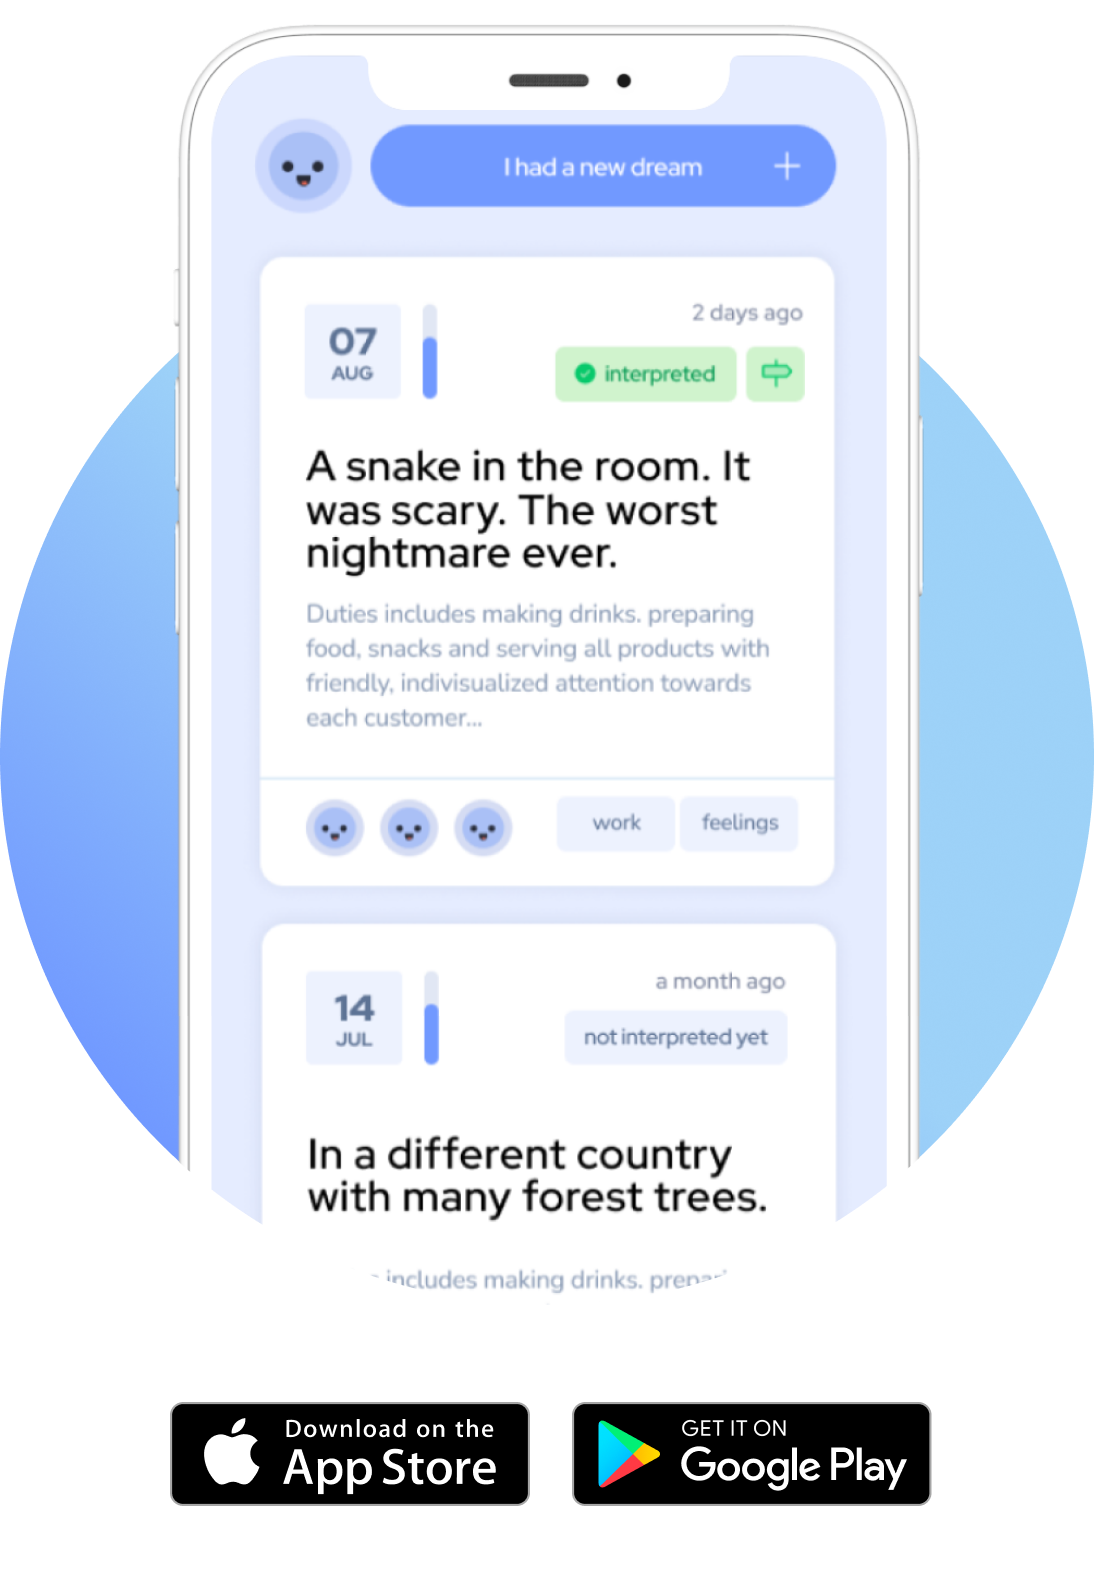 I had a new dream
2 days ago
07
AUG
interpreted
A snake in the room. It
was scary. The worst
nightmare ever.
Duties includes making drinks. preparing
food, snacks and serving all products with
friendly, indivisualized attention towards
each customer...
work
feelings
a month ago
14
JUL
not interpreted yet
In a different country
with many forest trees.
includes making drinks.
Download on the
App Store
GET IT ON
Google Play